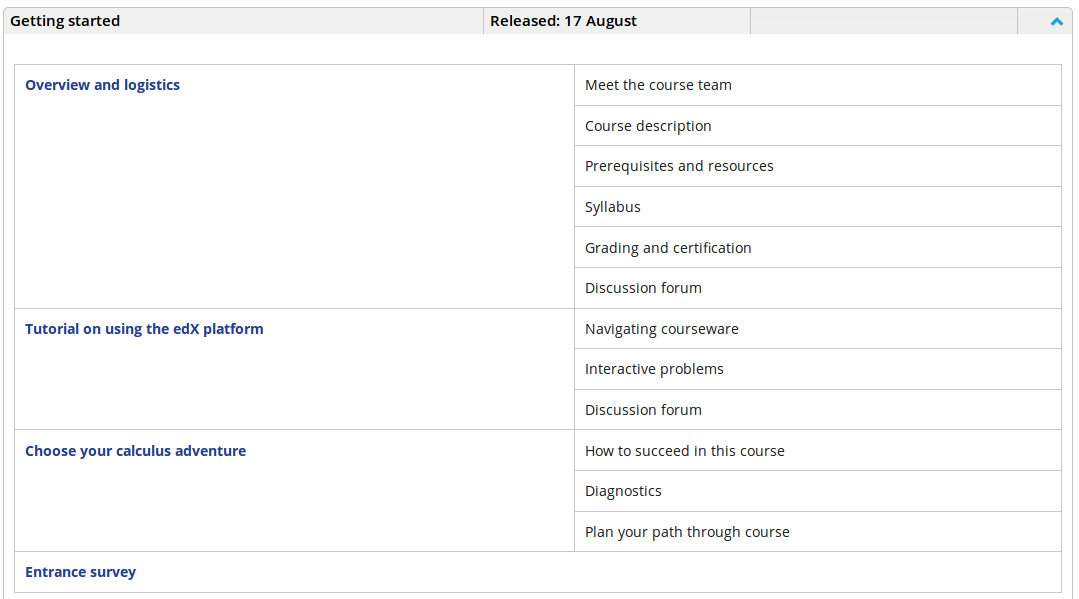 Getting started
Released: 17 August
Overview and logistics
Meet the course team
Course description
Prerequisites and resources
Syllabus
Grading and certification
Discussion forum
Tutorial on using the edX platform
Navigating courseware
Interactive problems
Discussion forum
Choose your calculus adventure
How to succeed in this course
Diagnostics
Plan your path through course
Entrance survey